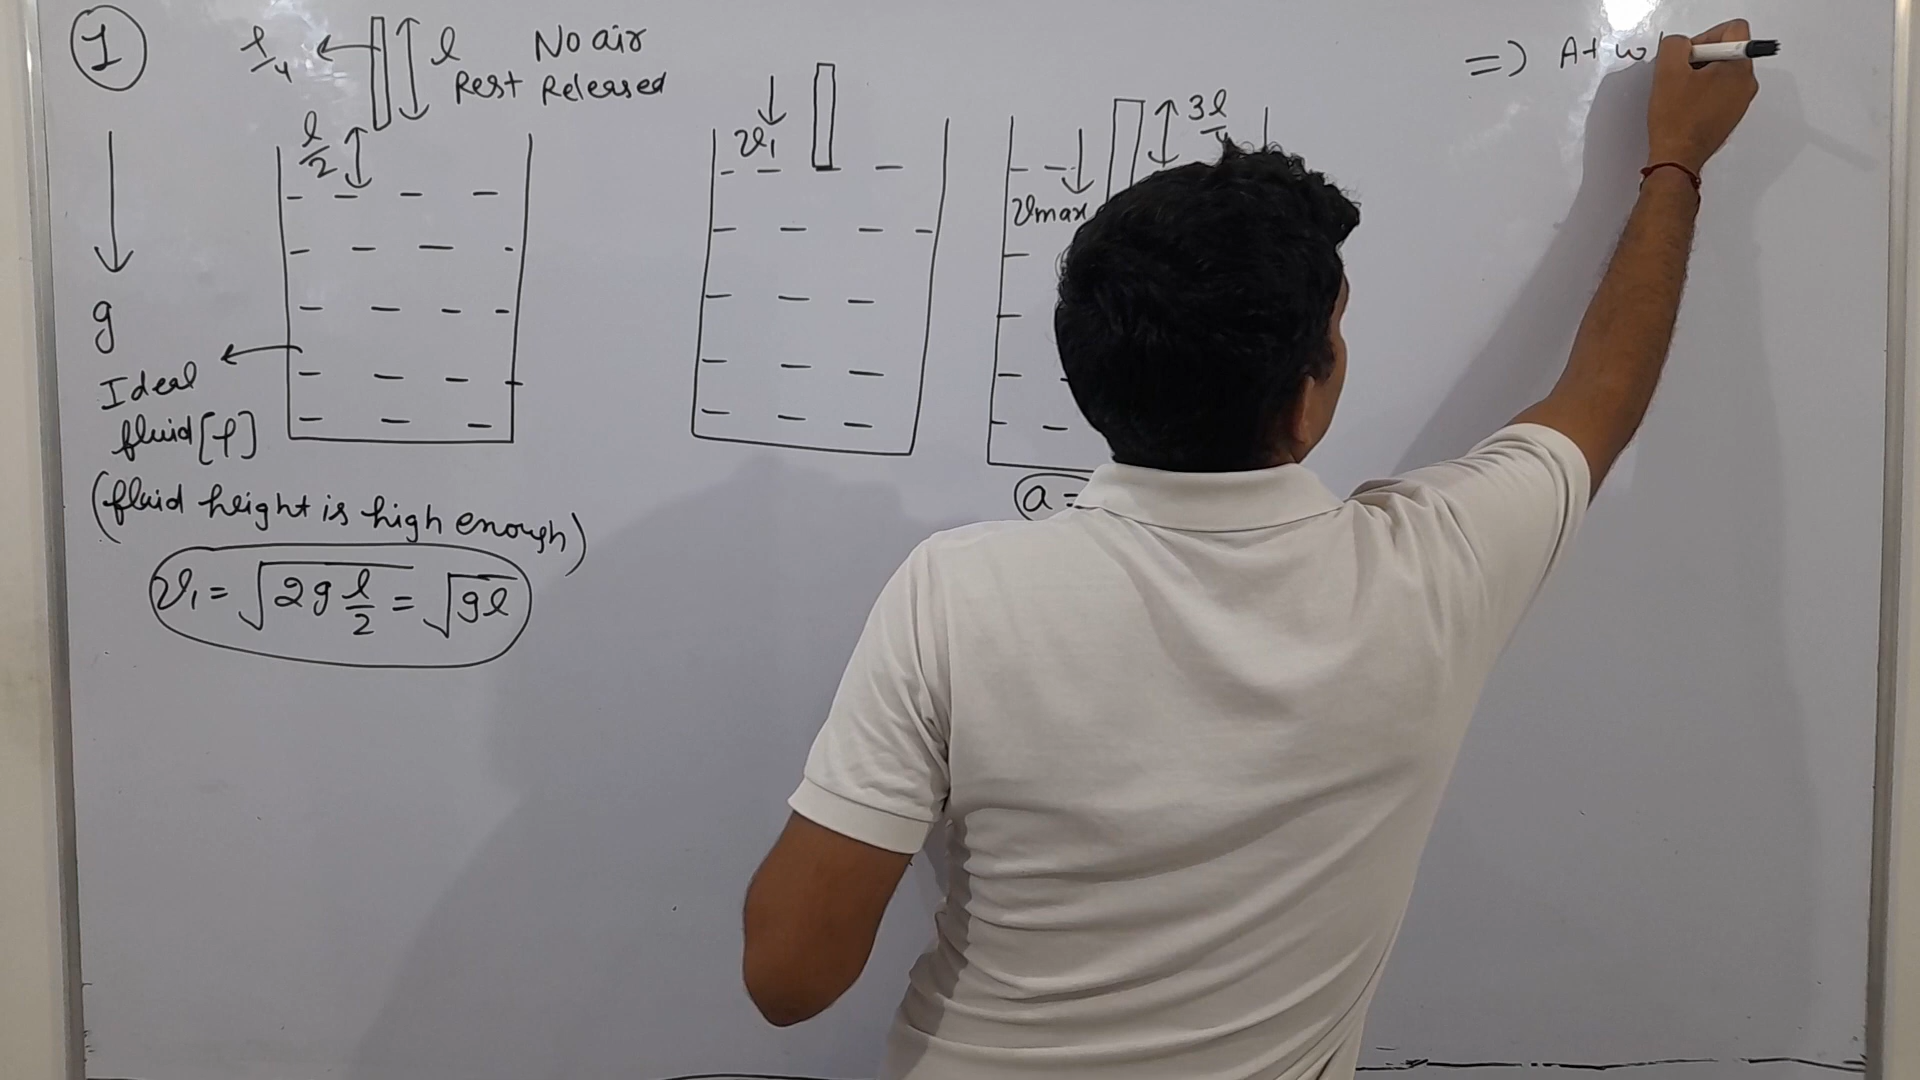 1
ρ/4
l
No air
Rest Released
l/2
g
Ideal
fluid [ρ]
(fluid height is high enough)
v₁ = √(2g l/2) = √(gl)
v₁
3l/4
vmax
a =
=> At